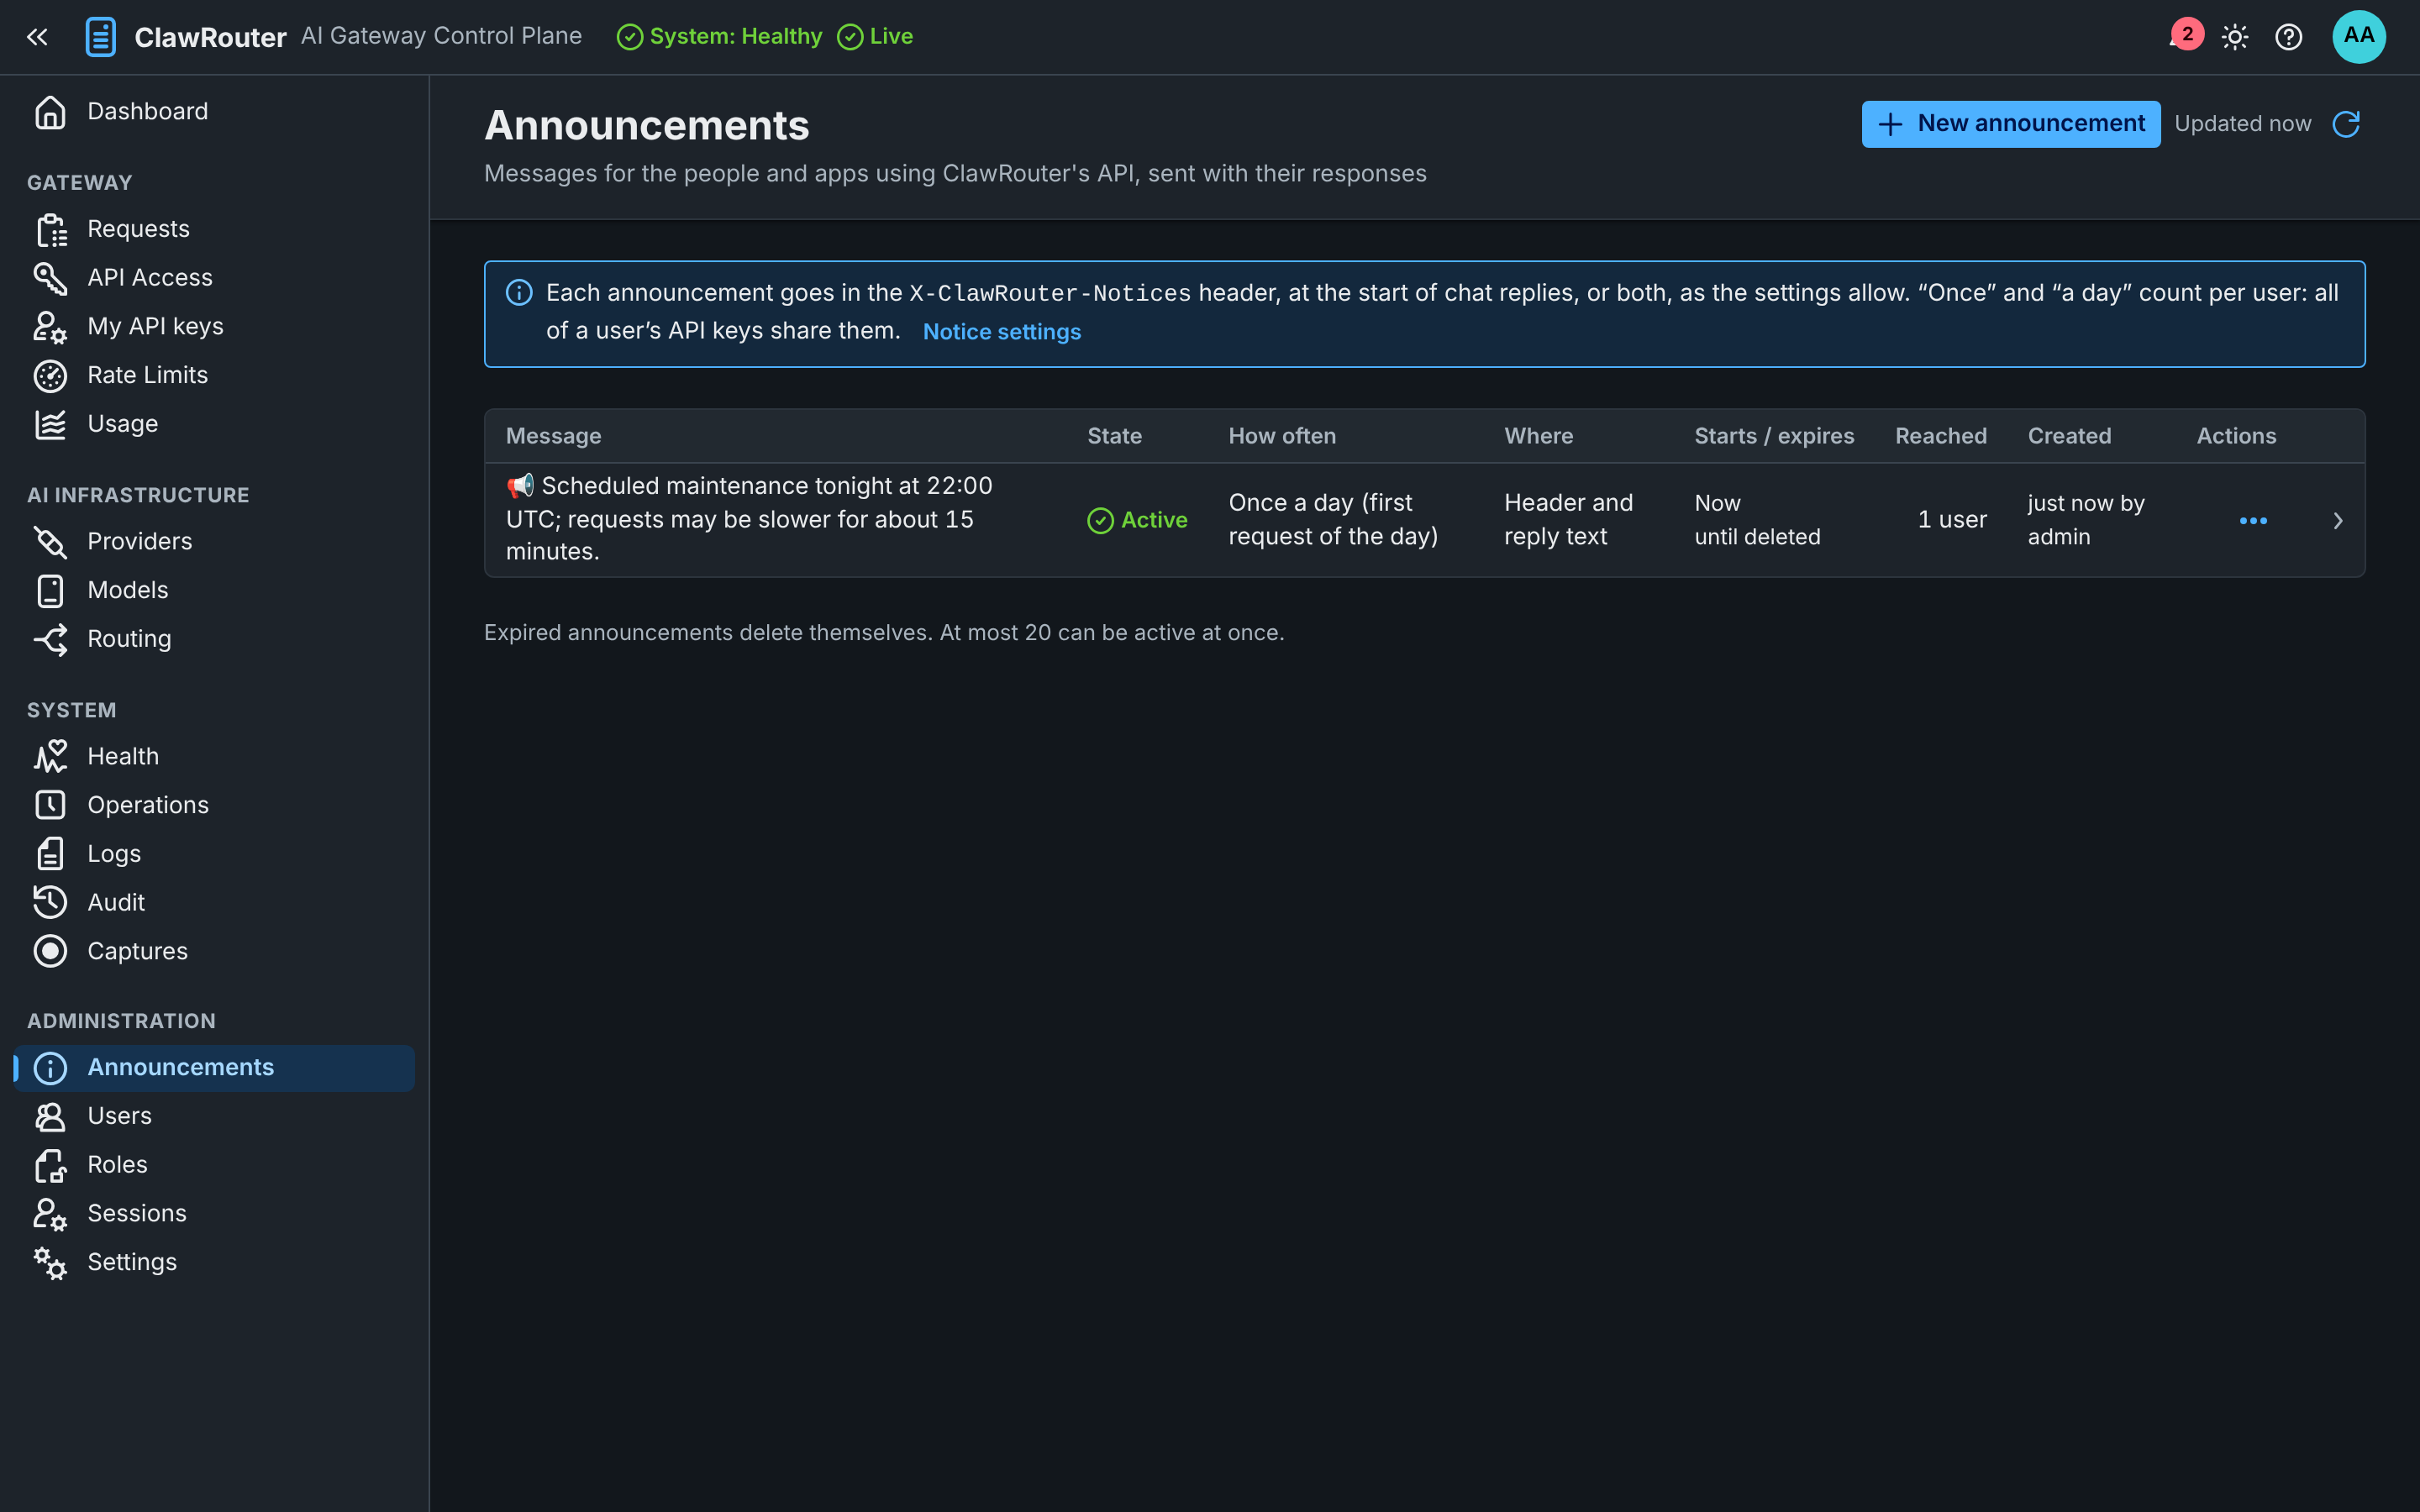 ClawRouter AI Gateway Control Plane System: Healthy Live 2 AA
Dashboard
GATEWAY
Requests
API Access
My API keys
Rate Limits
Usage
AI INFRASTRUCTURE
Providers
Models
Routing
SYSTEM
Health
Operations
Logs
Audit
Captures
ADMINISTRATION
Announcements
Users
Roles
Sessions
Settings
Announcements
New announcement Updated now
Messages for the people and apps using ClawRouter's API, sent with their responses
Each announcement goes in the X-ClawRouter-Notices header, at the start of chat replies, or both, as the settings allow. “Once” and “a day” count per user: all
of a user’s API keys share them. Notice settings
Message State How often Where Starts / expires Reached Created Actions
📢 Scheduled maintenance tonight at 22:00
UTC; requests may be slower for about 15
minutes.
Active
Once a day (first
request of the day)
Header and
reply text
Now
until deleted
1 user
just now by
admin
Expired announcements delete themselves. At most 20 can be active at once.